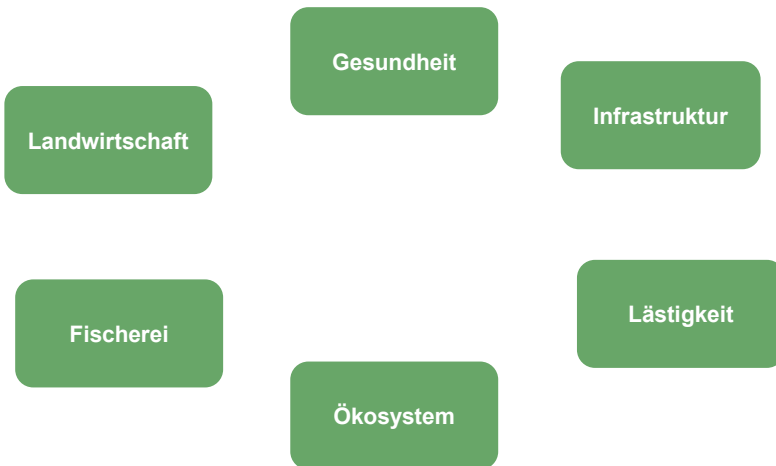 Gesundheit
Infrastruktur
Landwirtschaft
Lästigkeit
Fischerei
Ökosystem